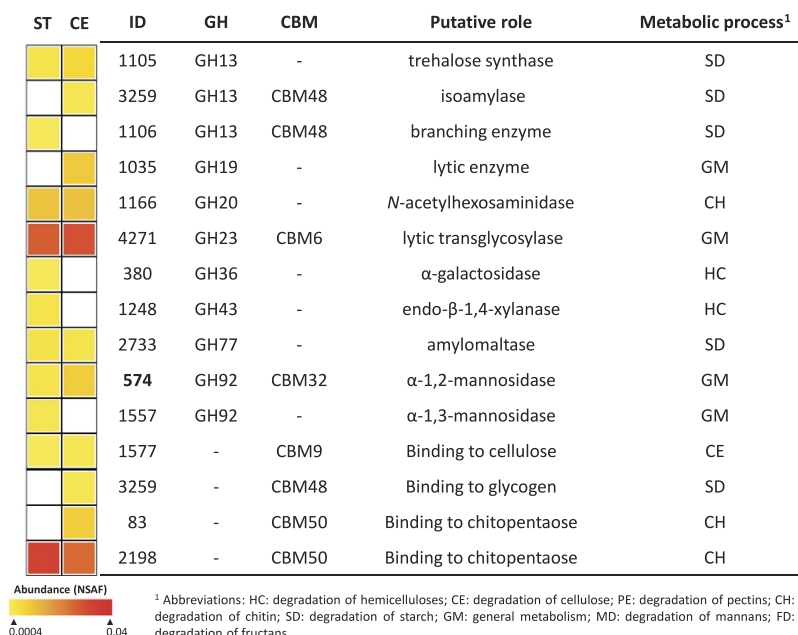 ST CE ID GH CBM Putative role Metabolic process1
1105 GH13 - trehalose synthase SD
3259 GH13 CBM48 isoamylase SD
1106 GH13 CBM48 branching enzyme SD
1035 GH19 - lytic enzyme GM
1166 GH20 - N-acetylhexosaminidase CH
4271 GH23 CBM6 lytic transglycosylase GM
380 GH36 - α-galactosidase HC
1248 GH43 - endo-β-1,4-xylanase HC
2733 GH77 - amylomaltase SD
574 GH92 CBM32 α-1,2-mannosidase GM
1557 GH92 - α-1,3-mannosidase GM
1577 - CBM9 Binding to cellulose CE
3259 - CBM48 Binding to glycogen SD
83 - CBM50 Binding to chitopentaose CH
2198 - CBM50 Binding to chitopentaose CH
Abundance (NSAF)
0.0004 0.04
1 Abbreviations: HC: degradation of hemicelluloses; CE: degradation of cellulose; PE: degradation of pectins; CH:
degradation of chitin; SD: degradation of starch; GM: general metabolism; MD: degradation of mannans; FD:
degradation of fructans